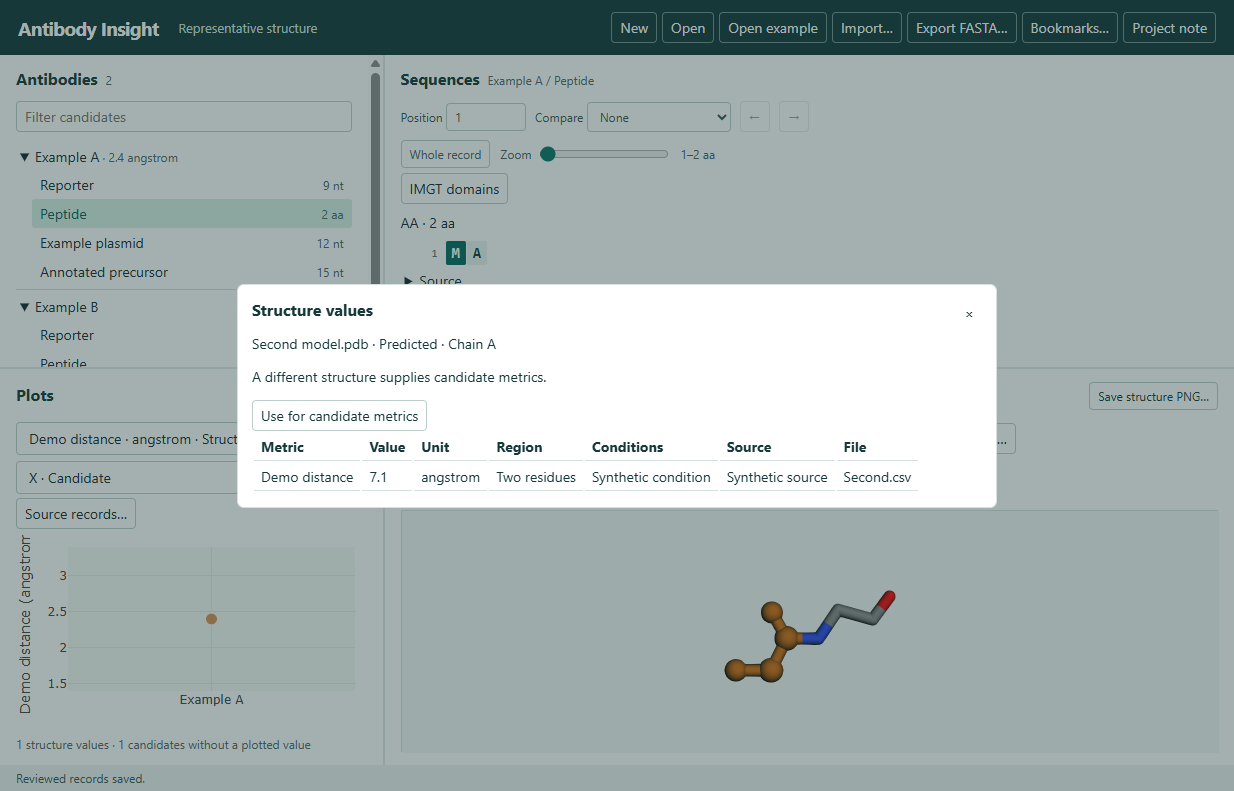 Antibody Insight Representative structure New Open Open example Import... Export FASTA... Bookmarks... Project note
Antibodies 2
Filter candidates
▼ Example A · 2.4 angstrom
Reporter 9 nt
Peptide 2 aa
Example plasmid 12 nt
Annotated precursor 15 nt
▼ Example B
Reporter
Peptide
Sequences Example A / Peptide
Position 1 Compare None ← →
Whole record Zoom 1–2 aa
IMGT domains
AA · 2 aa
1 M A
▶ Source
Structure values ×
Second model.pdb · Predicted · Chain A
A different structure supplies candidate metrics.
Use for candidate metrics
Metric Value Unit Region Conditions Source File
Demo distance 7.1 angstrom Two residues Synthetic condition Synthetic source Second.csv
Plots
Demo distance · angstrom · Struct
X · Candidate
Source records...
Demo distance (angstrom
3
2.5
2
1.5
Example A
1 structure values · 1 candidates without a plotted value
Save structure PNG...
...
Reviewed records saved.